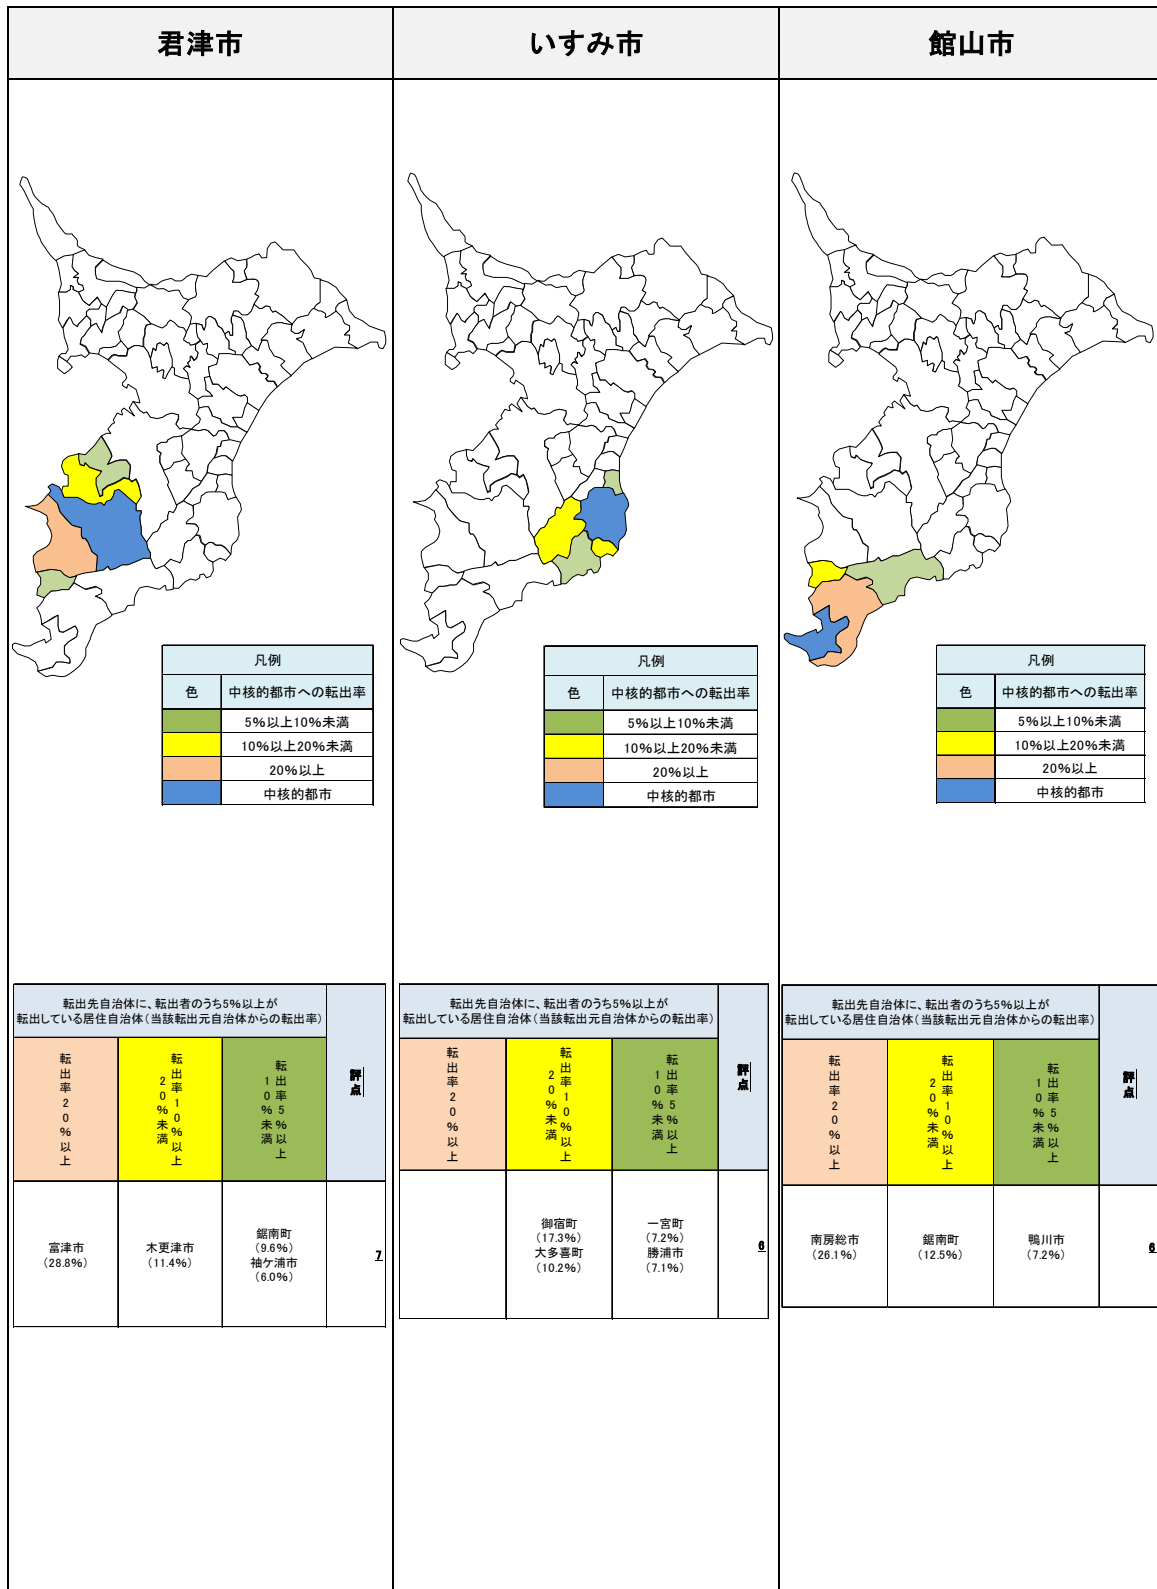 君津市
いすみ市
館山市
凡例
色
中核的都市への転出率
5%以上10%未満
10%以上20%未満
20%以上
中核的都市
凡例
色
中核的都市への転出率
5%以上10%未満
10%以上20%未満
20%以上
中核的都市
凡例
色
中核的都市への転出率
5%以上10%未満
10%以上20%未満
20%以上
中核的都市
転出先自治体に、転出者のうち5%以上が
転出している居住自治体(当該転出元自治体からの転出率)
評点
転出率20%以上
転出率10%以上
20%未満
転出率5%以上
10%未満
富津市
(28.8%)
木更津市
(11.4%)
鋸南町
(9.6%)
袖ケ浦市
(6.0%)
7
転出先自治体に、転出者のうち5%以上が
転出している居住自治体(当該転出元自治体からの転出率)
評点
転出率20%以上
転出率10%以上
20%未満
転出率5%以上
10%未満
御宿町
(17.3%)
大多喜町
(10.2%)
一宮町
(7.2%)
勝浦市
(7.1%)
6
転出先自治体に、転出者のうち5%以上が
転出している居住自治体(当該転出元自治体からの転出率)
評点
転出率20%以上
転出率10%以上
20%未満
転出率5%以上
10%未満
南房総市
(26.1%)
鋸南町
(12.5%)
鴨川市
(7.2%)
6